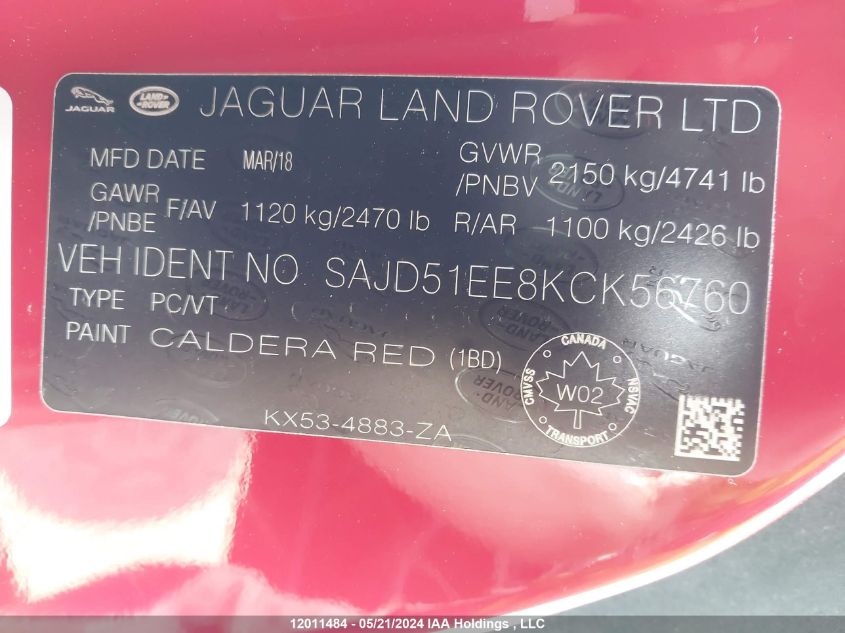 JAGUAR LAND ROVER JAGUAR LAND ROVER LTD
MFD DATE MAR/18 GVWR /PNBV 2150 kg/4741 lb
GAWR /PNBE F/AV 1120 kg/2470 lb R/AR 1100 kg/2426 lb
VEH IDENT NO SAJD51EE8KCK56760
TYPE PC/VT
PAINT CALDERA RED (1BD)
CANADA
CMVSS W02 NSVAC
TRANSPORT
KX53-4883-ZA
12011484 - 05/21/2024 IAA Holdings , LLC